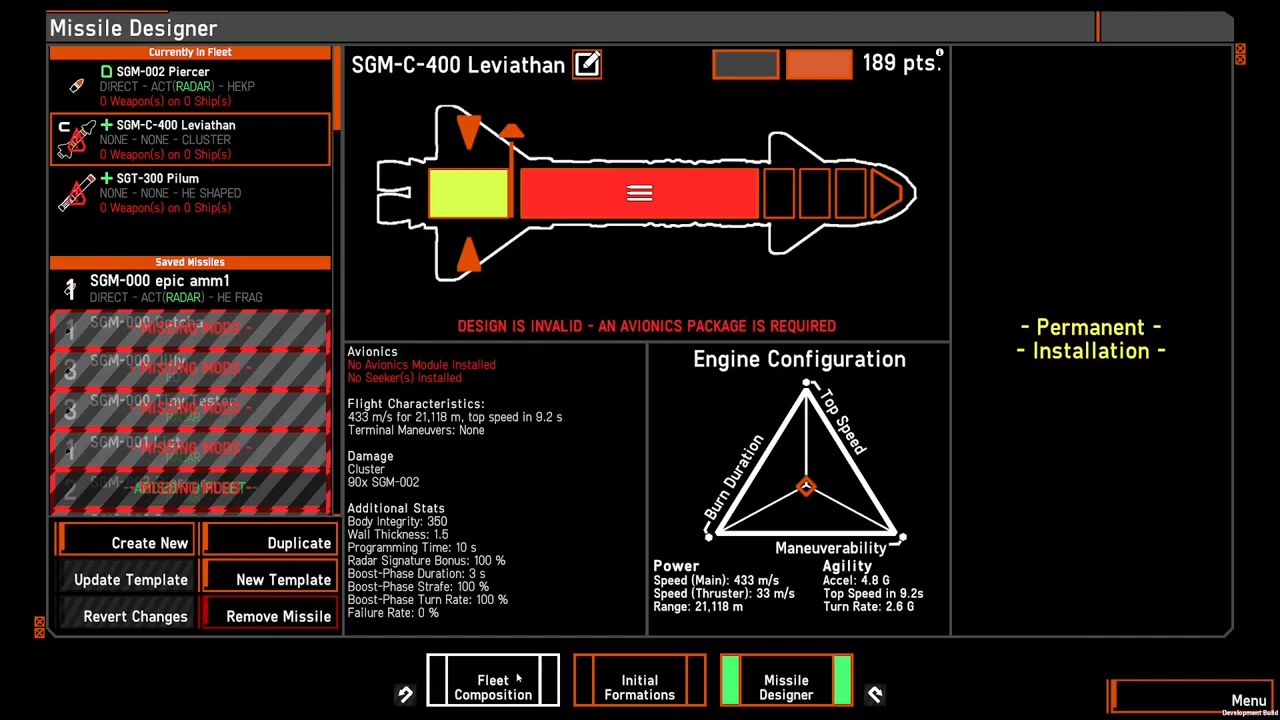 Missile Designer
Currently In Fleet
SGM-002 Piercer
DIRECT - ACT(RADAR) - HEKP
0 Weapon(s) on 0 Ship(s)
SGM-C-400 Leviathan
NONE - NONE - CLUSTER
0 Weapon(s) on 0 Ship(s)
SGT-300 Pilum
NONE - NONE - HE SHAPED
0 Weapon(s) on 0 Ship(s)
Saved Missiles
SGM-000 epic amm1
DIRECT - ACT(RADAR) - HE FRAG
- MISSING MODS -
- MISSING MODS -
- MISSING MODS -
- MISSING MODS -
Create New
Duplicate
Update Template
New Template
Revert Changes
Remove Missile
SGM-C-400 Leviathan
189 pts.
DESIGN IS INVALID - AN AVIONICS PACKAGE IS REQUIRED
Avionics
No Avionics Module Installed
No Seeker(s) Installed
Flight Characteristics:
433 m/s for 21,118 m, top speed in 9.2 s
Terminal Maneuvers: None
Damage
Cluster
90x SGM-002
Additional Stats
Body Integrity: 350
Wall Thickness: 1.5
Programming Time: 10 s
Radar Signature Bonus: 100 %
Boost-Phase Duration: 3 s
Boost-Phase Strafe: 100 %
Boost-Phase Turn Rate: 100 %
Failure Rate: 0 %
Engine Configuration
Top Speed
Burn Duration
Maneuverability
Power
Speed (Main): 433 m/s
Speed (Thruster): 33 m/s
Range: 21,118 m
Agility
Accel: 4.8 G
Top Speed in 9.2s
Turn Rate: 2.6 G
- Permanent -
- Installation -
Fleet
Composition
Initial
Formations
Missile
Designer
Menu
Development Build